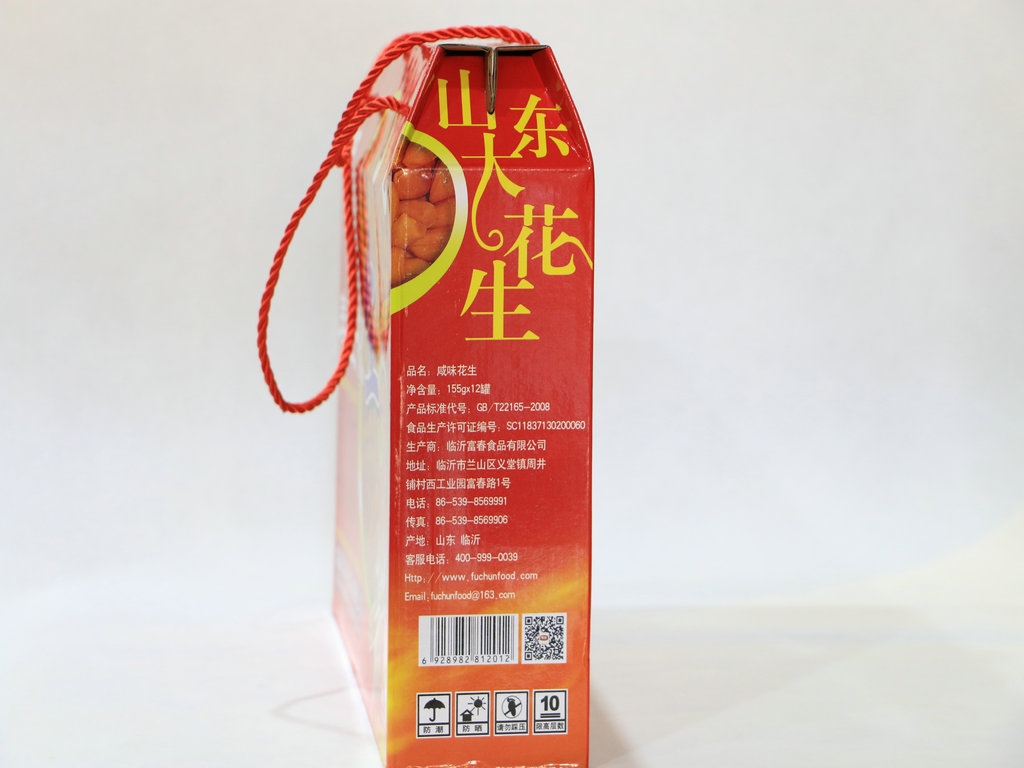 山东
大花生
品名：咸味花生
净含量：155gx12罐
产品标准代号：GB/T22165-2008
食品生产许可证编号：SC11837130200060
生产商：临沂富春食品有限公司
地址：临沂市兰山区义堂镇周井
铺村西工业园富春路1号
电话：86-539-8569991
传真：86-539-8569906
产地：山东 临沂
客服电话：400-999-0039
Http://www.fuchunfood.com
Email.fuchunfood@163.com
6 928982 812012
防潮 防晒 请勿踩压 10 限高层数